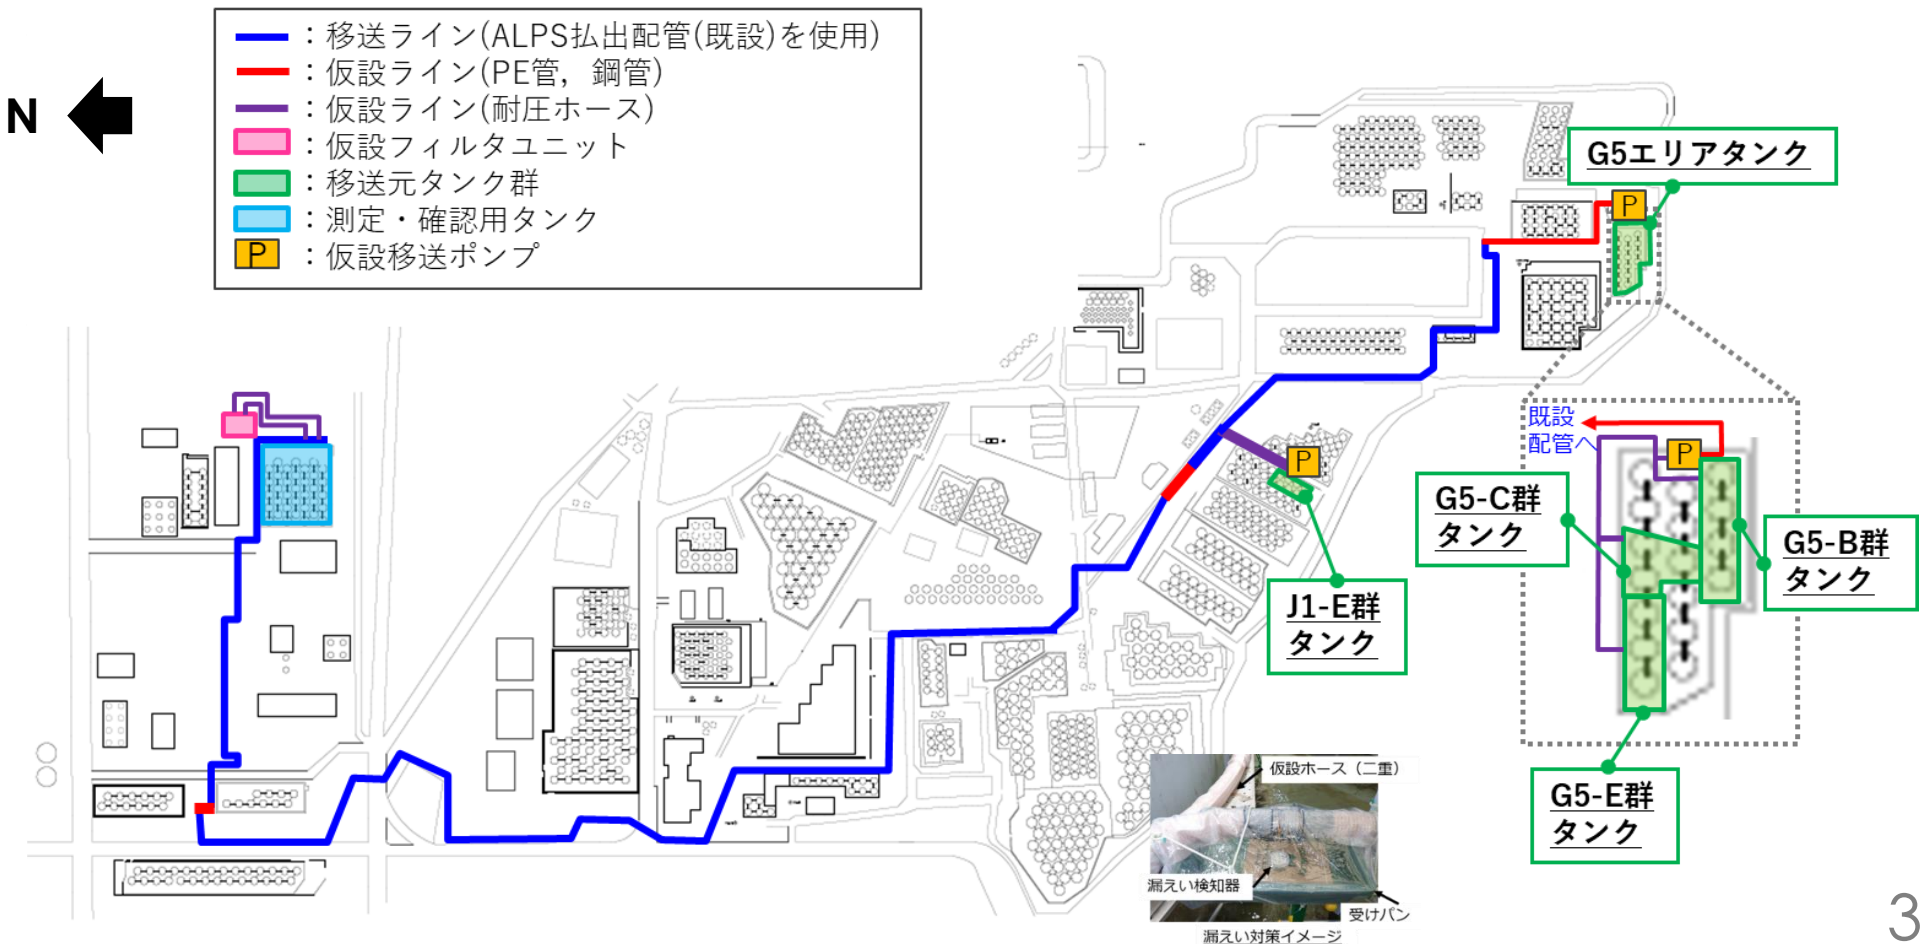 N
：移送ライン(ALPS払出配管(既設)を使用)
：仮設ライン(PE管，鋼管)
：仮設ライン(耐圧ホース)
：仮設フィルタユニット
：移送元タンク群
：測定・確認用タンク
P
：仮設移送ポンプ
G5エリアタンク
P
P
J1-E群
タンク
既設
配管へ
P
G5-C群
タンク
G5-B群
タンク
G5-E群
タンク
仮設ホース（二重）
漏えい検知器
受けパン
漏えい対策イメージ
3